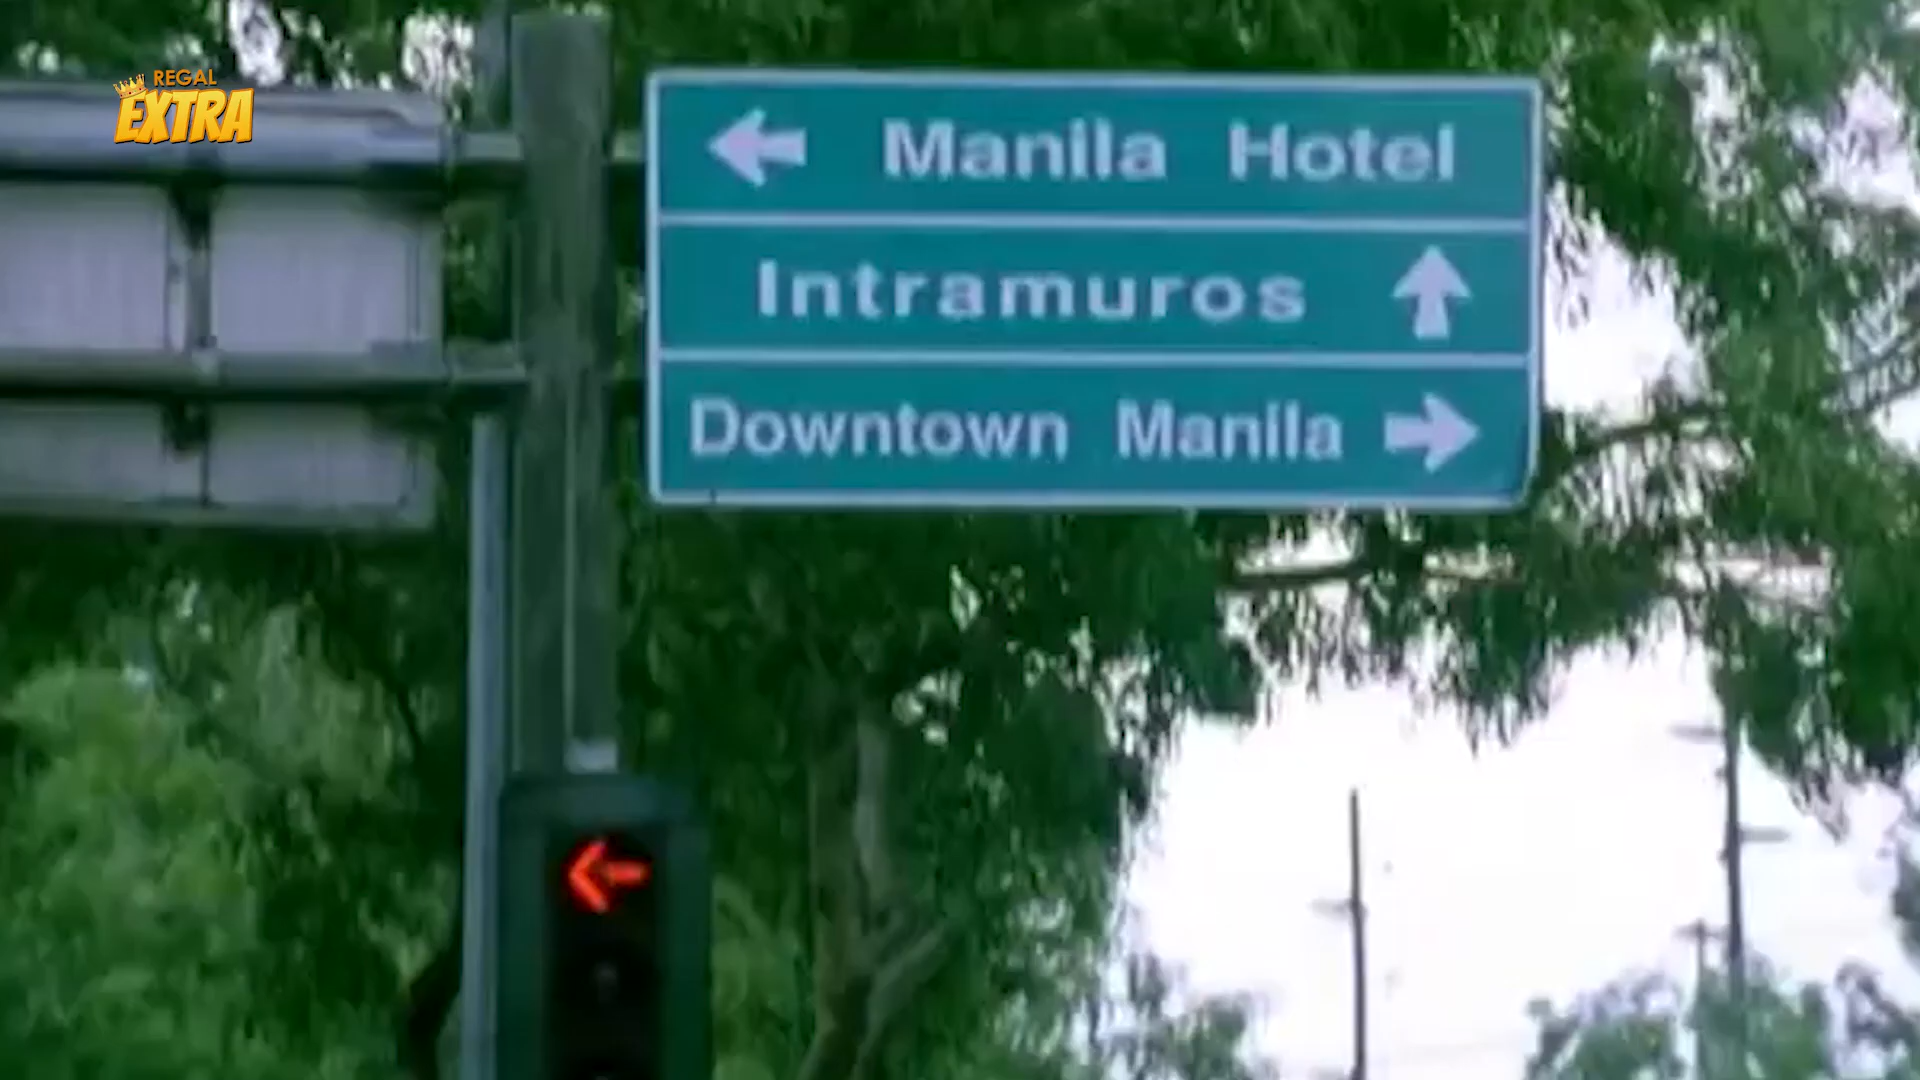 REGAL
EXTRA
Manila Hotel
Intramuros
Downtown Manila